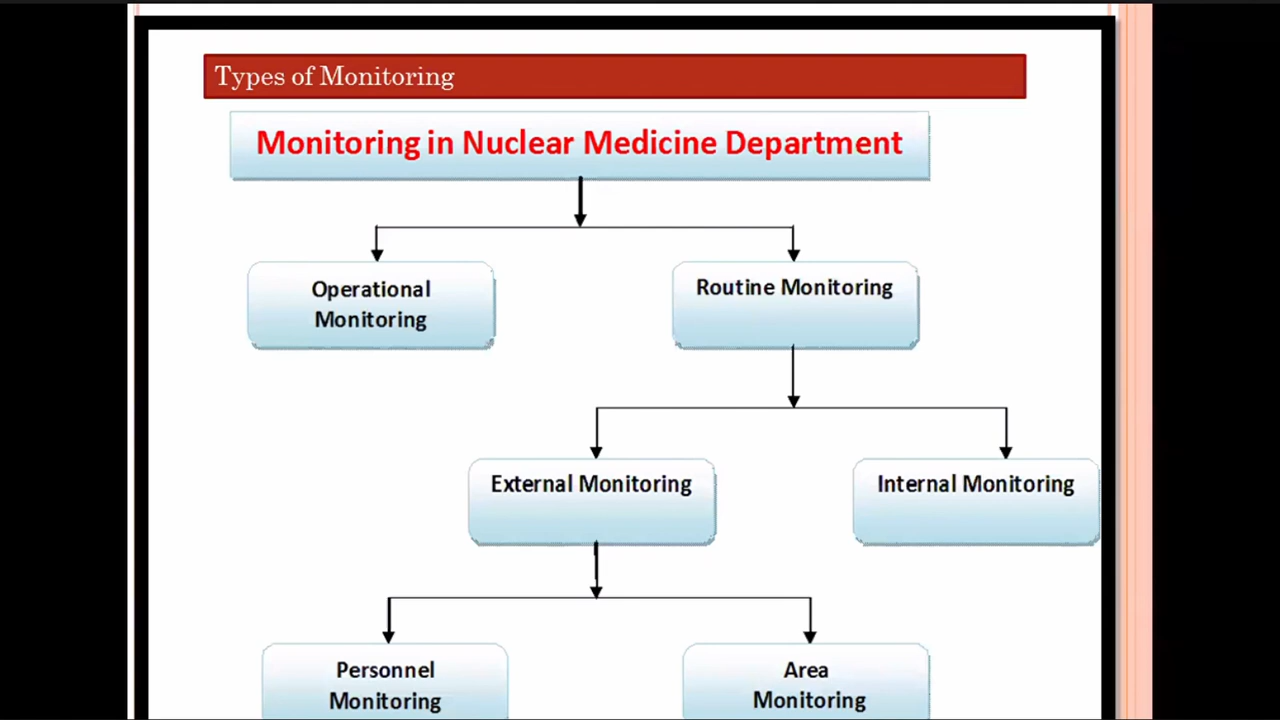 Types of Monitoring
Monitoring in Nuclear Medicine Department
Operational
Monitoring
Routine Monitoring
External Monitoring
Internal Monitoring
Personnel
Monitoring
Area
Monitoring